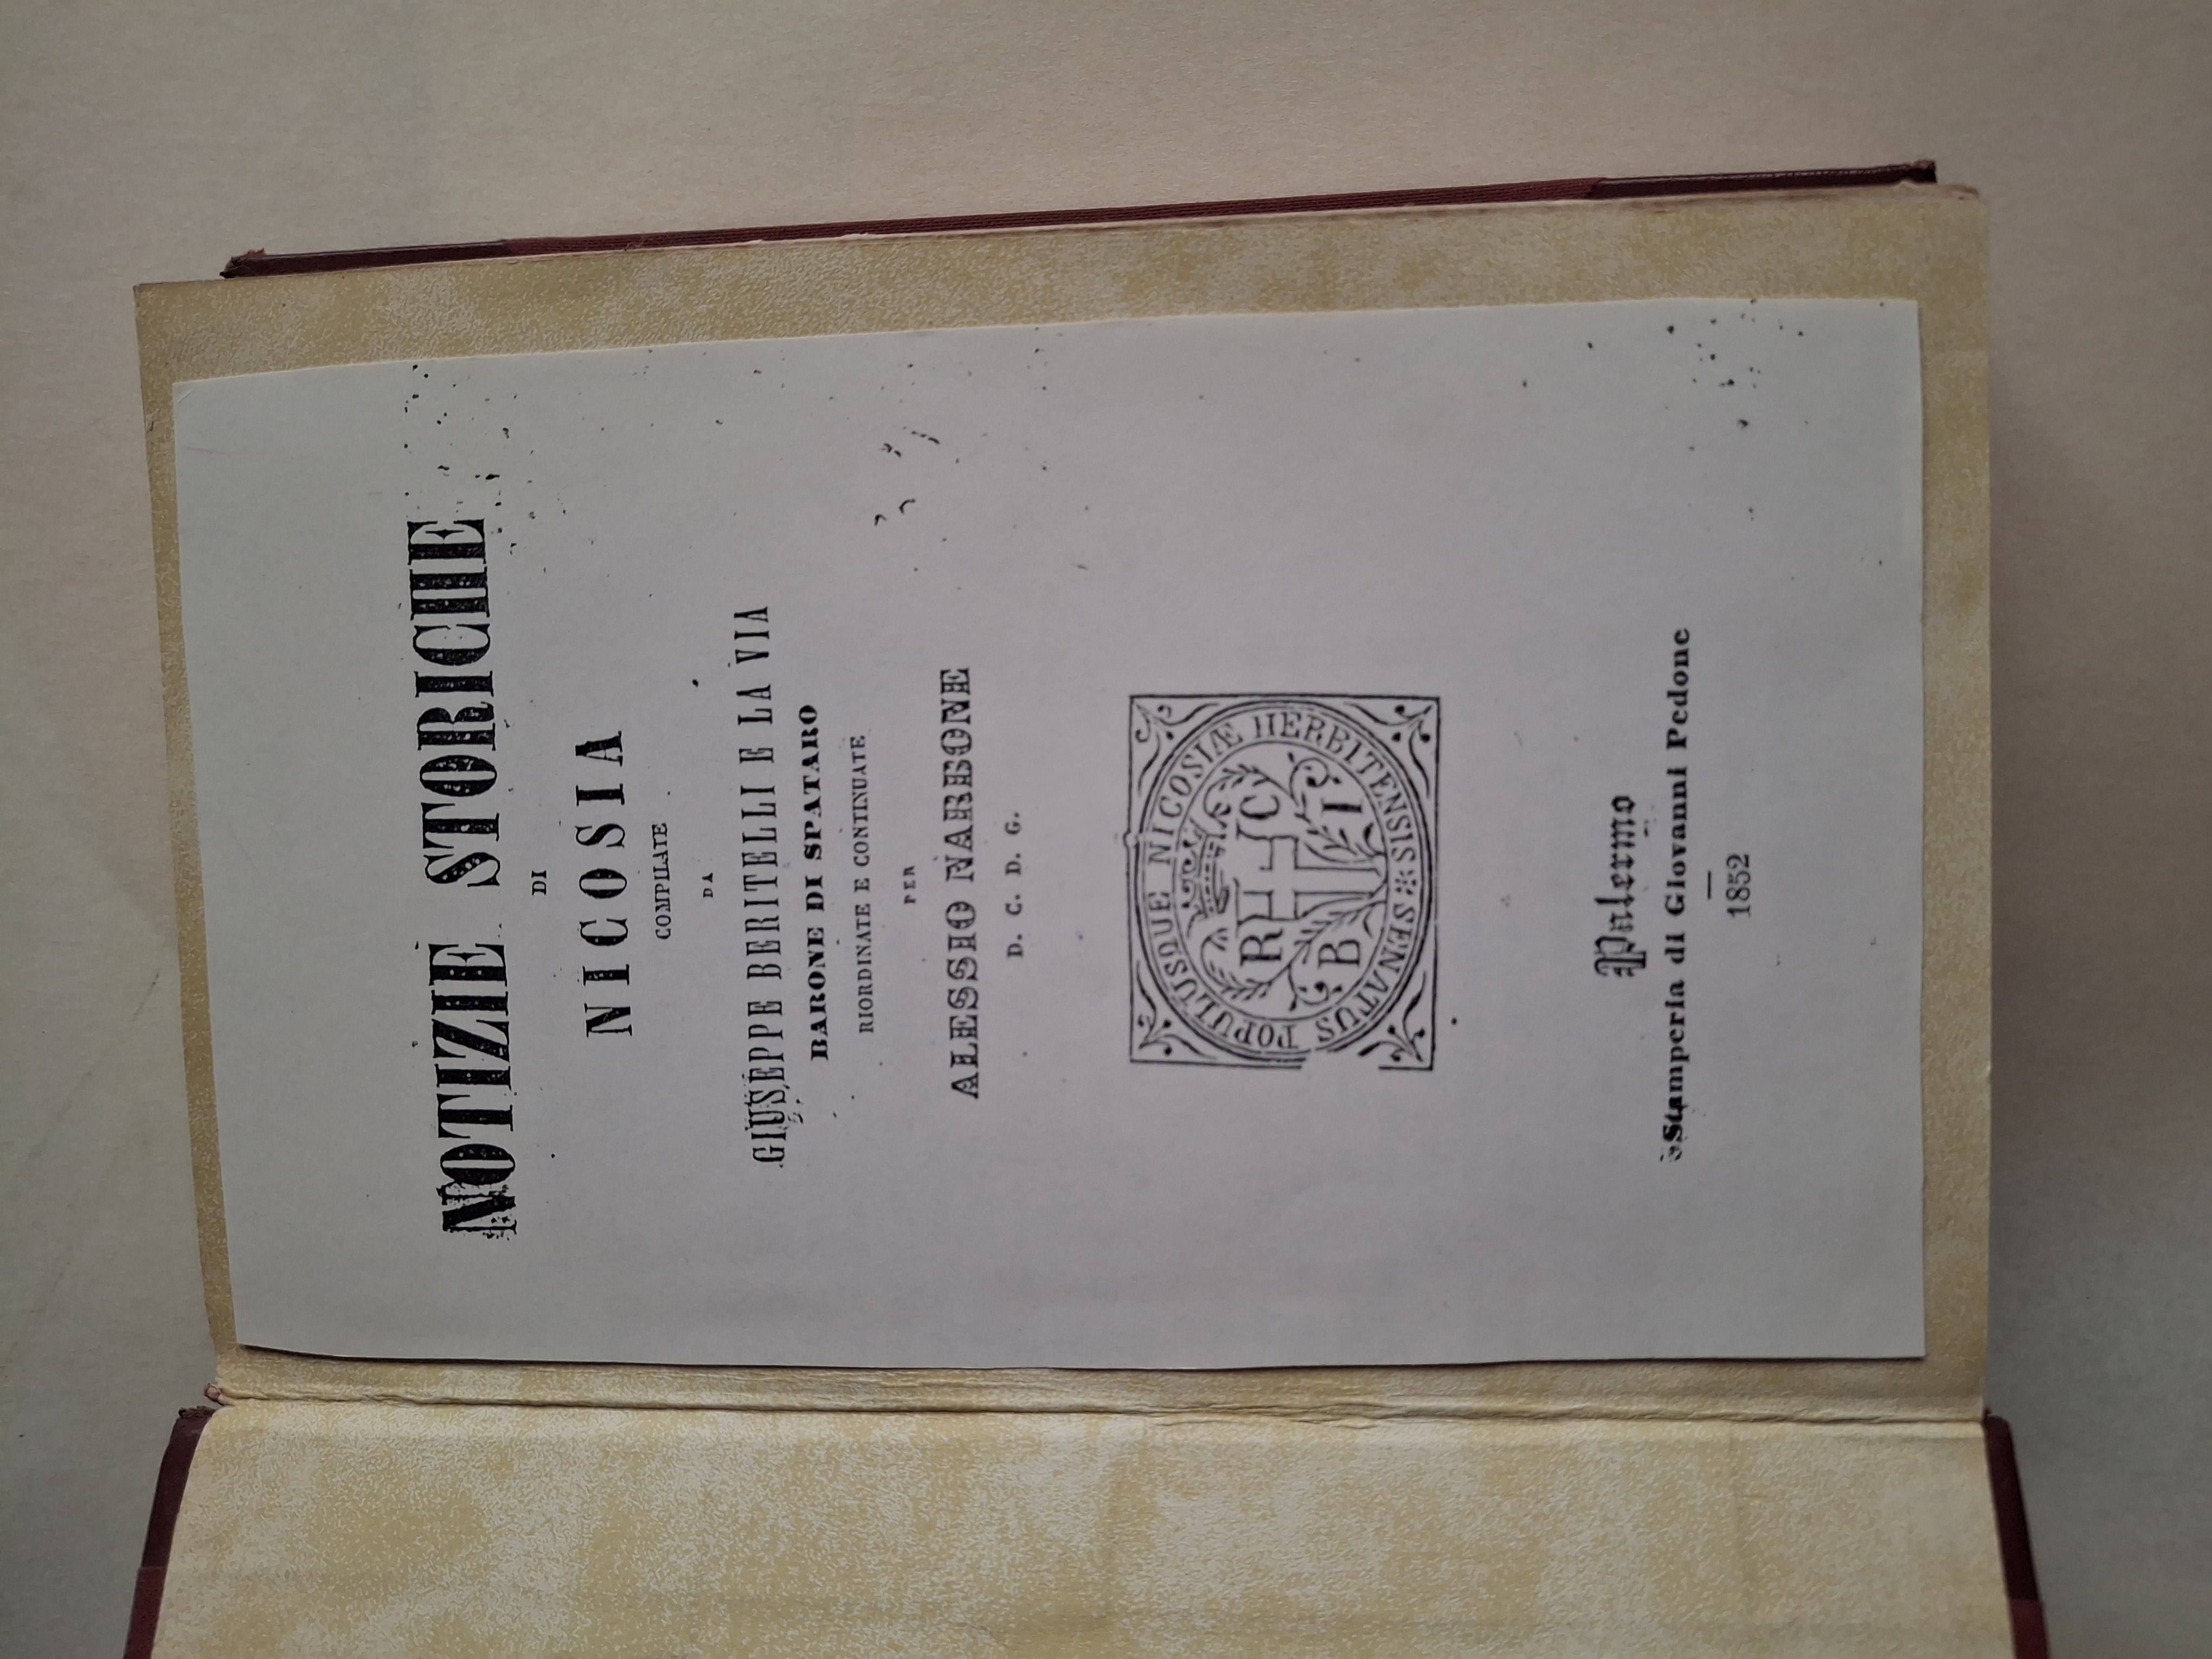 NOTIZIE STORICHE
DI
NICOSIA
COMPILATE
DA
GIUSEPPE BERITELLI E LA VIA
BARONE DI SPATARO
RIORDINATE E CONTINUATE
PER
ALESSIO NARBONE
D. C. D. G.
SENATUS POPULUSQUE NICOSIÆ HERBITENSIS
R C
B I
Palermo
Stamperia di Giovanni Pedone
1852